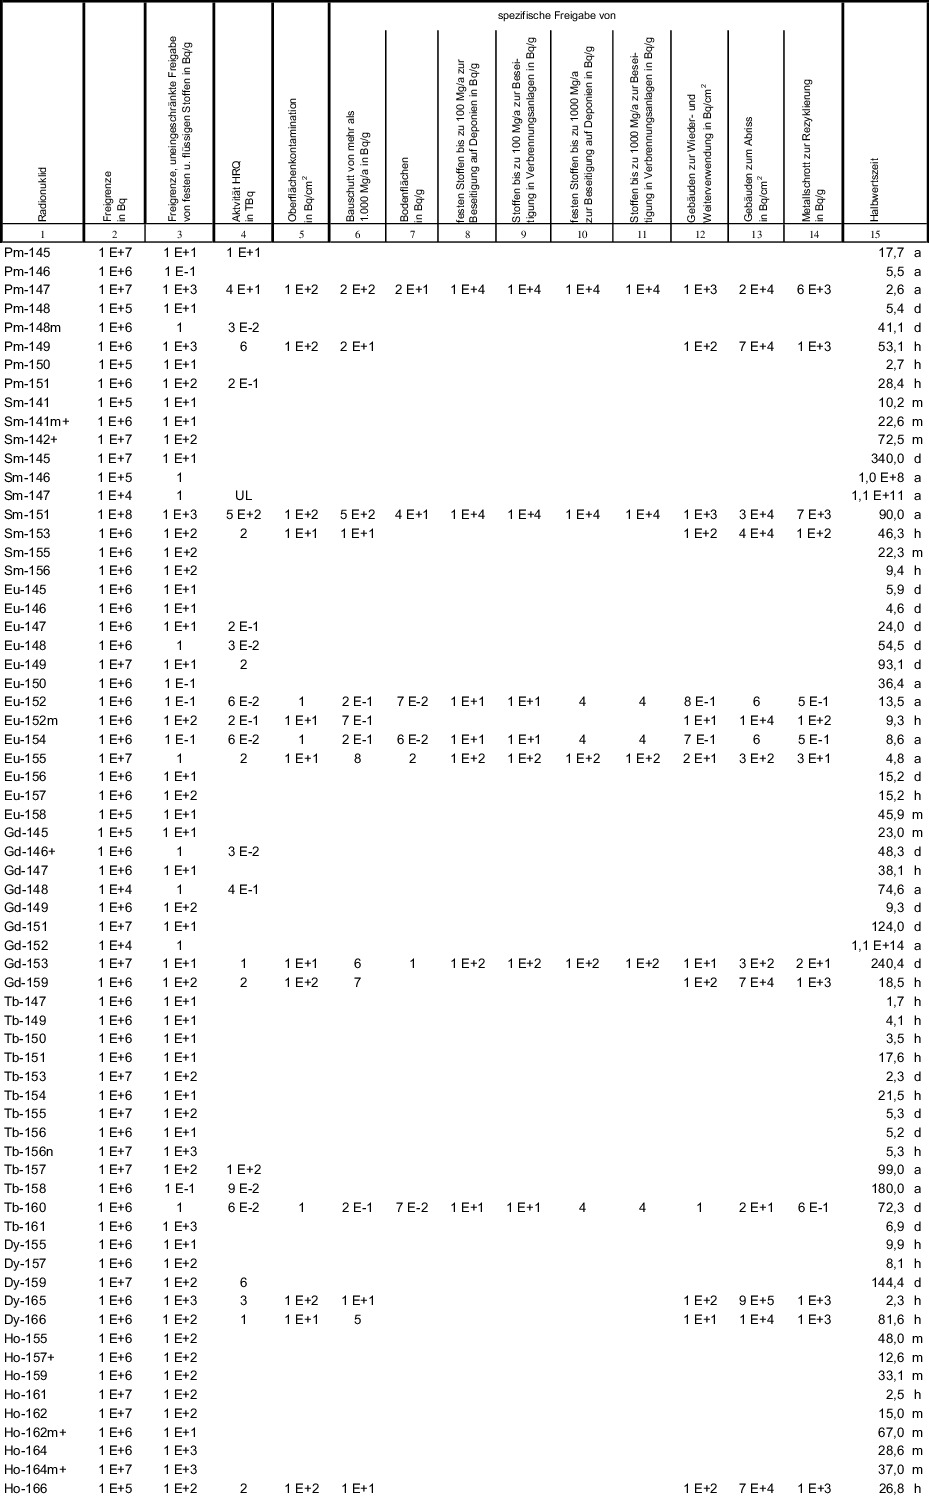 spezifische Freigabe von
Radionuklid
Freigrenze
in Bq
Freigrenze, uneingeschränkte Freigabe
von festen u. flüssigen Stoffen in Bq/g
Aktivität HRQ
in TBq
Oberflächenkontamination
in Bq/cm²
Bauschutt von mehr als
1000 Mg/a in Bq/g
Bodenflächen
in Bq/g
festen Stoffen bis zu 100 Mg/a zur
Beseitigung auf Deponien in Bq/g
Stoffen bis zu 100 Mg/a zur Besei-
tigung in Verbrennungsanlagen in Bq/g
festen Stoffen bis zu 1000 Mg/a
zur Beseitigung auf Deponien in Bq/g
Stoffen bis zu 1000 Mg/a zur Besei-
tigung in Verbrennungsanlagen in Bq/g
Gebäuden zur Wieder- und
Weiterverwendung in Bq/cm²
Gebäuden zum Abriss
in Bq/cm²
Metallschrott zur Rezyklierung
in Bq/g
Halbwertszeit
1 2 3 4 5 6 7 8 9 10 11 12 13 14 15
Pm-145 1 E+7 1 E+1 1 E+1 17,7 a
Pm-146 1 E+6 1 E-1 5,5 a
Pm-147 1 E+7 1 E+3 4 E+1 1 E+2 2 E+2 2 E+1 1 E+4 1 E+4 1 E+4 1 E+4 1 E+3 2 E+4 6 E+3 2,6 a
Pm-148 1 E+5 1 E+1 5,4 d
Pm-148m 1 E+6 1 3 E-2 41,1 d
Pm-149 1 E+6 1 E+3 6 1 E+2 2 E+1 1 E+2 7 E+4 1 E+3 53,1 h
Pm-150 1 E+5 1 E+1 2,7 h
Pm-151 1 E+6 1 E+2 2 E-1 28,4 h
Sm-141 1 E+5 1 E+1 10,2 m
Sm-141m+ 1 E+6 1 E+1 22,6 m
Sm-142+ 1 E+7 1 E+2 72,5 m
Sm-145 1 E+7 1 E+1 340,0 d
Sm-146 1 E+5 1 1,0 E+8 a
Sm-147 1 E+4 1 UL 1,1 E+11 a
Sm-151 1 E+8 1 E+3 5 E+2 1 E+2 5 E+2 4 E+1 1 E+4 1 E+4 1 E+4 1 E+4 1 E+3 3 E+4 7 E+3 90,0 a
Sm-153 1 E+6 1 E+2 2 1 E+1 1 E+1 1 E+2 4 E+4 1 E+2 46,3 h
Sm-155 1 E+6 1 E+2 22,3 m
Sm-156 1 E+6 1 E+2 9,4 h
Eu-145 1 E+6 1 E+1 5,9 d
Eu-146 1 E+6 1 E+1 4,6 d
Eu-147 1 E+6 1 E+1 2 E-1 24,0 d
Eu-148 1 E+6 1 3 E-2 54,5 d
Eu-149 1 E+7 1 E+1 2 93,1 d
Eu-150 1 E+6 1 E-1 36,4 a
Eu-152 1 E+6 1 E-1 6 E-2 1 2 E-1 7 E-2 1 E+1 1 E+1 4 4 8 E-1 6 5 E-1 13,5 a
Eu-152m 1 E+6 1 E+2 2 E-1 1 E+1 7 E-1 1 E+1 1 E+4 1 E+2 9,3 h
Eu-154 1 E+6 1 E-1 6 E-2 1 2 E-1 6 E-2 1 E+1 1 E+1 4 4 7 E-1 6 5 E-1 8,6 a
Eu-155 1 E+7 1 2 1 E+1 8 2 1 E+2 1 E+2 1 E+2 1 E+2 2 E+1 3 E+2 3 E+1 4,8 a
Eu-156 1 E+6 1 E+1 15,2 d
Eu-157 1 E+6 1 E+2 15,2 h
Eu-158 1 E+5 1 E+1 45,9 m
Gd-145 1 E+5 1 E+1 23,0 m
Gd-146+ 1 E+6 1 3 E-2 48,3 d
Gd-147 1 E+6 1 E+1 38,1 h
Gd-148 1 E+4 1 4 E-1 74,6 a
Gd-149 1 E+6 1 E+2 9,3 d
Gd-151 1 E+7 1 E+1 124,0 d
Gd-152 1 E+4 1 1,1 E+14 a
Gd-153 1 E+7 1 E+1 1 1 E+1 6 1 1 E+2 1 E+2 1 E+2 1 E+2 1 E+1 3 E+2 2 E+1 240,4 d
Gd-159 1 E+6 1 E+2 2 1 E+2 7 1 E+2 7 E+4 1 E+3 18,5 h
Tb-147 1 E+6 1 E+1 1,7 h
Tb-149 1 E+6 1 E+1 4,1 h
Tb-150 1 E+6 1 E+1 3,5 h
Tb-151 1 E+6 1 E+1 17,6 h
Tb-153 1 E+7 1 E+2 2,3 d
Tb-154 1 E+6 1 E+1 21,5 h
Tb-155 1 E+7 1 E+2 5,3 d
Tb-156 1 E+6 1 E+1 5,2 d
Tb-156n 1 E+7 1 E+3 5,3 h
Tb-157 1 E+7 1 E+2 1 E+2 99,0 a
Tb-158 1 E+6 1 E-1 9 E-2 180,0 a
Tb-160 1 E+6 1 6 E-2 1 2 E-1 7 E-2 1 E+1 1 E+1 4 4 1 2 E+1 6 E-1 72,3 d
Tb-161 1 E+6 1 E+3 6,9 d
Dy-155 1 E+6 1 E+1 9,9 h
Dy-157 1 E+6 1 E+2 8,1 h
Dy-159 1 E+7 1 E+2 6 144,4 d
Dy-165 1 E+6 1 E+3 3 1 E+2 1 E+1 1 E+2 9 E+5 1 E+3 2,3 h
Dy-166 1 E+6 1 E+2 1 1 E+1 5 1 E+1 1 E+4 1 E+3 81,6 h
Ho-155 1 E+6 1 E+2 48,0 m
Ho-157+ 1 E+6 1 E+2 12,6 m
Ho-159 1 E+6 1 E+2 33,1 m
Ho-161 1 E+7 1 E+2 2,5 h
Ho-162 1 E+7 1 E+2 15,0 m
Ho-162m+ 1 E+6 1 E+1 67,0 m
Ho-164 1 E+6 1 E+3 28,6 m
Ho-164m+ 1 E+7 1 E+3 37,0 m
Ho-166 1 E+5 1 E+2 2 1 E+2 1 E+1 1 E+2 7 E+4 1 E+3 26,8 h